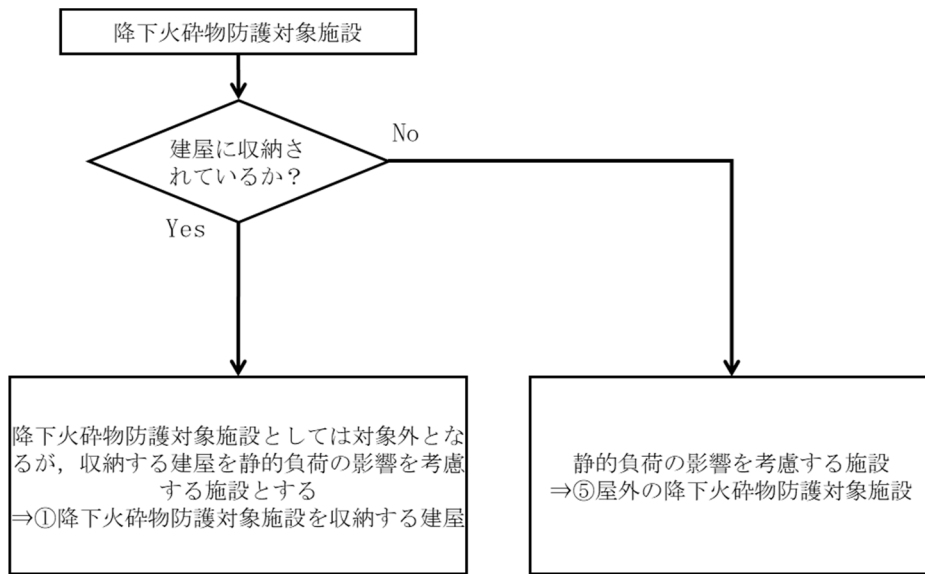 降下火砕物防護対象施設
建屋に収納さ
れているか？
No
Yes
降下火砕物防護対象施設としては対象外とな
るが，収納する建屋を静的負荷の影響を考慮
する施設とする
⇒①降下火砕物防護対象施設を収納する建屋
静的負荷の影響を考慮する施設
⇒⑤屋外の降下火砕物防護対象施設